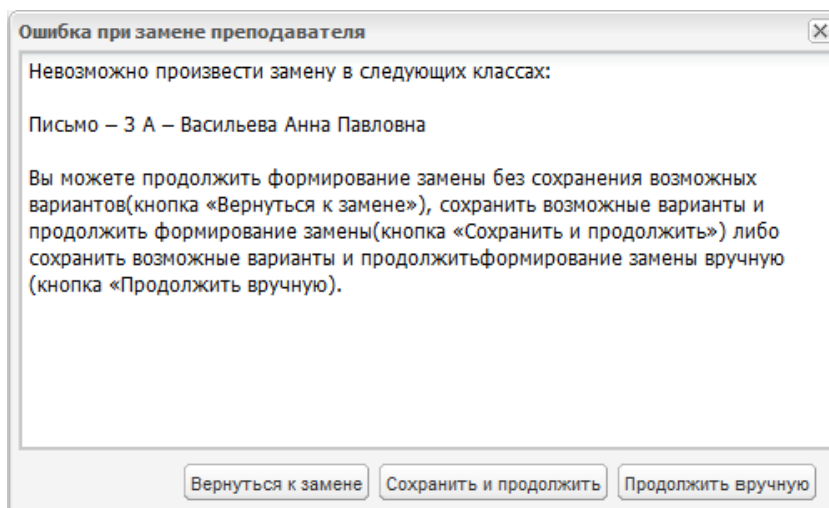 Ошибка при замене преподавателя
Невозможно произвести замену в следующих классах:
Письмо – 3 А – Васильева Анна Павловна
Вы можете продолжить формирование замены без сохранения возможных
вариантов(кнопка «Вернуться к замене»), сохранить возможные варианты и
продолжить формирование замены(кнопка «Сохранить и продолжить») либо
сохранить возможные варианты и продолжитьформирование замены вручную
(кнопка «Продолжить вручную).
Вернуться к замене Сохранить и продолжить Продолжить вручную